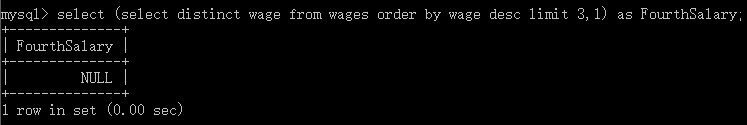 mysql> select (select distinct wage from wages order by wage desc limit 3,1) as FourthSalary;
+--------------+
| FourthSalary |
+--------------+
|         NULL |
+--------------+
1 row in set (0.00 sec)